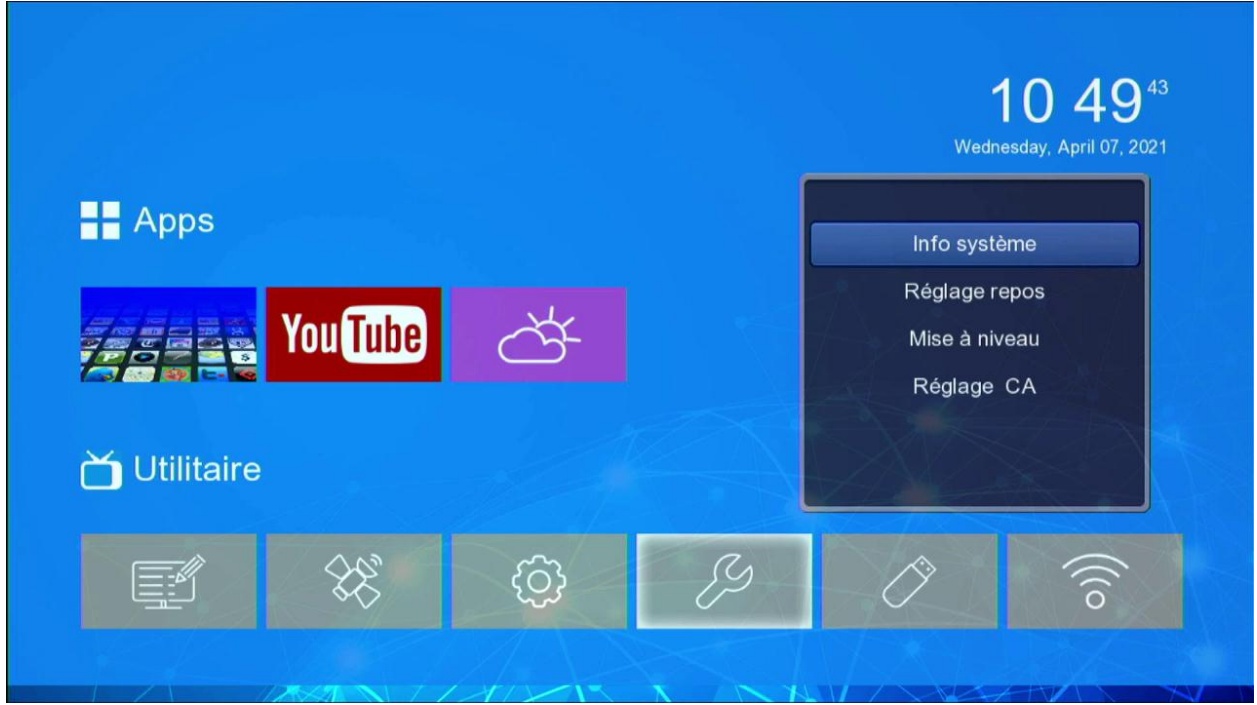 10 49 43
Wednesday, April 07, 2021
Apps
YouTube
Info système
Réglage repos
Mise à niveau
Réglage  CA
Utilitaire